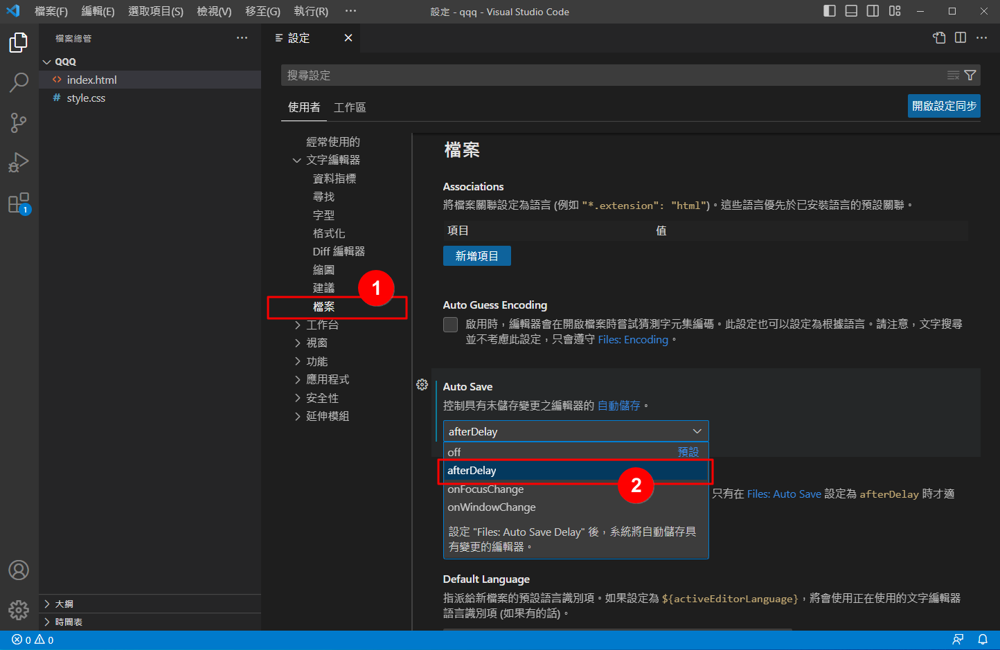 檔案(F) 編輯(E) 選取項目(S) 檢視(V) 移至(G) 執行(R) ··· 設定 - qqq - Visual Studio Code
檔案總管 ···
QQQ
<> index.html
# style.css
大綱
時間表
設定
搜尋設定
使用者 工作區 開啟設定同步
經常使用的
文字編輯器
資料指標
尋找
字型
格式化
Diff 編輯器
縮圖
建議
1
檔案
工作台
視窗
功能
應用程式
安全性
延伸模組
檔案
Associations
將檔案關聯設定為語言 (例如 "*.extension": "html")。這些語言優先於已安裝語言的預設關聯。
項目 值
新增項目
Auto Guess Encoding
啟用時，編輯器會在開啟檔案時嘗試猜測字元集編碼。此設定也可以設定為根據語言。請注意，文字搜尋
並不考慮此設定，只會遵守 Files: Encoding。
Auto Save
控制具有未儲存變更之編輯器的 自動儲存。
afterDelay
off 預設
afterDelay
2
onFocusChange
只有在 Files: Auto Save 設定為 afterDelay 時才適
onWindowChange
設定 "Files: Auto Save Delay" 後，系統將自動儲存具
有變更的編輯器。
Default Language
指派給新檔案的預設語言識別項。如果設定為 ${activeEditorLanguage}，將會使用正在使用的文字編輯器
語言識別項 (如果有的話)。
1
0 0